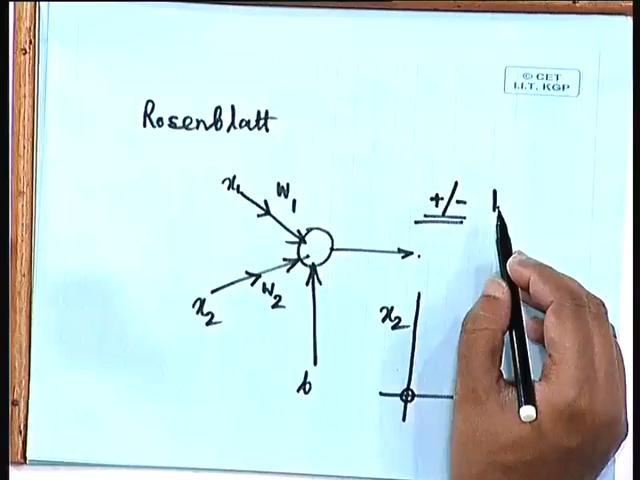 © CET
I.I.T. KGP
Rosenblatt
x1 W1
+/- 1
x2 W2
x2
b